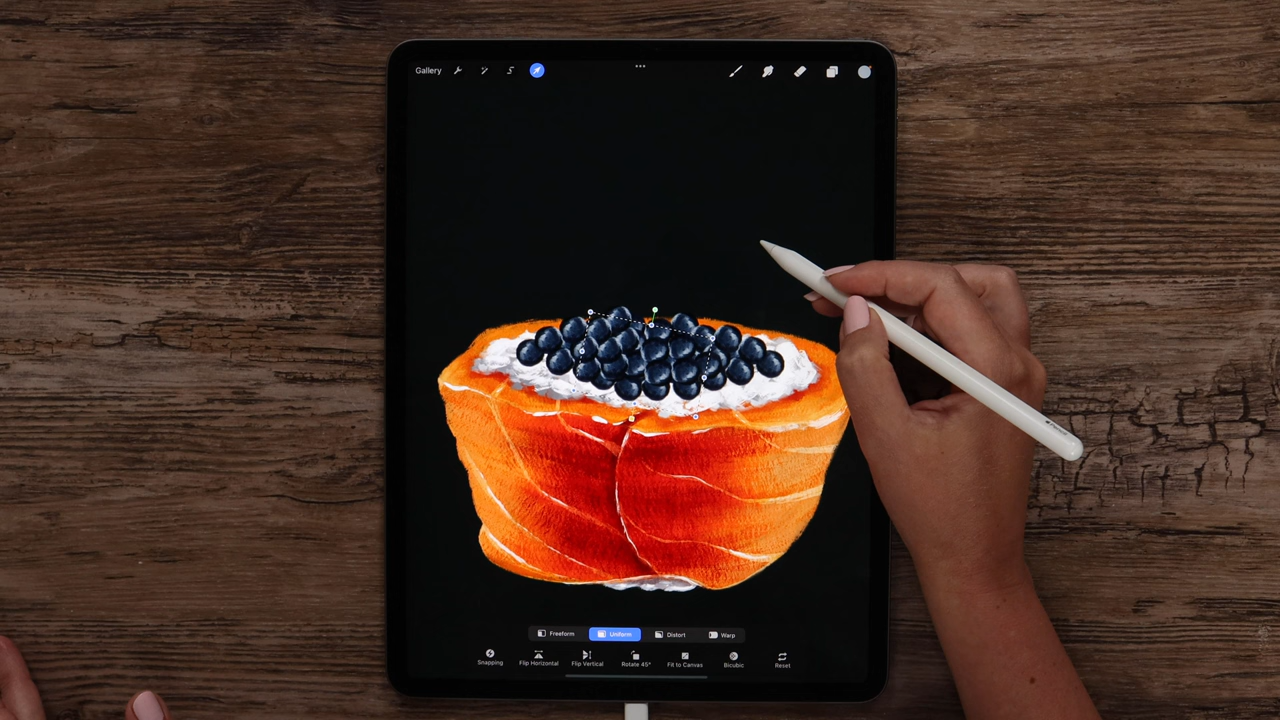 Gallery
Freeform Uniform Distort Warp
Snapping Flip Horizontal Flip Vertical Rotate 45° Fit to Canvas Bicubic Reset